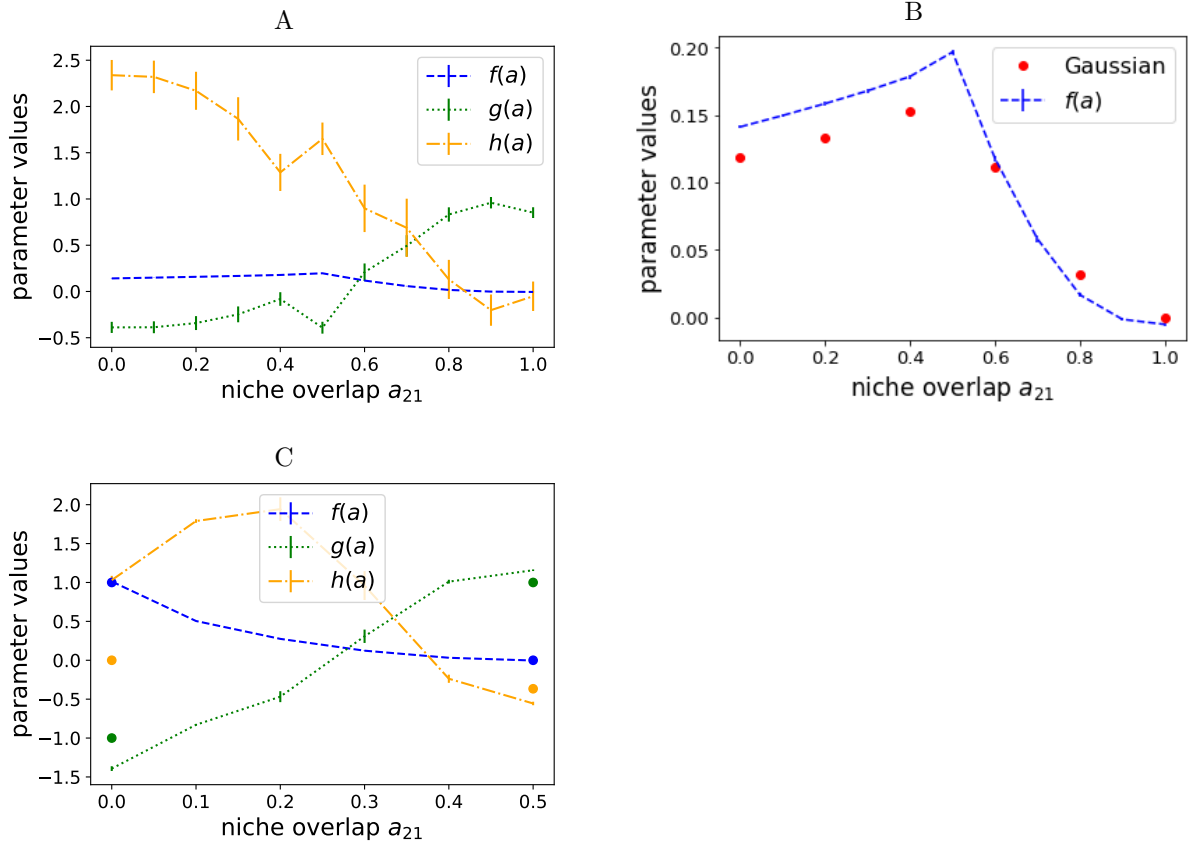 A
2.5
2.0
1.5
1.0
0.5
0.0
−0.5
0.0 0.2 0.4 0.6 0.8 1.0
parameter values
niche overlap a₂₁
f(a)
g(a)
h(a)
B
0.20
0.15
0.10
0.05
0.00
0.0 0.2 0.4 0.6 0.8 1.0
parameter values
niche overlap a₂₁
Gaussian
f(a)
C
2.0
1.5
1.0
0.5
0.0
−0.5
−1.0
−1.5
0.0 0.1 0.2 0.3 0.4 0.5
parameter values
niche overlap a₂₁
f(a)
g(a)
h(a)